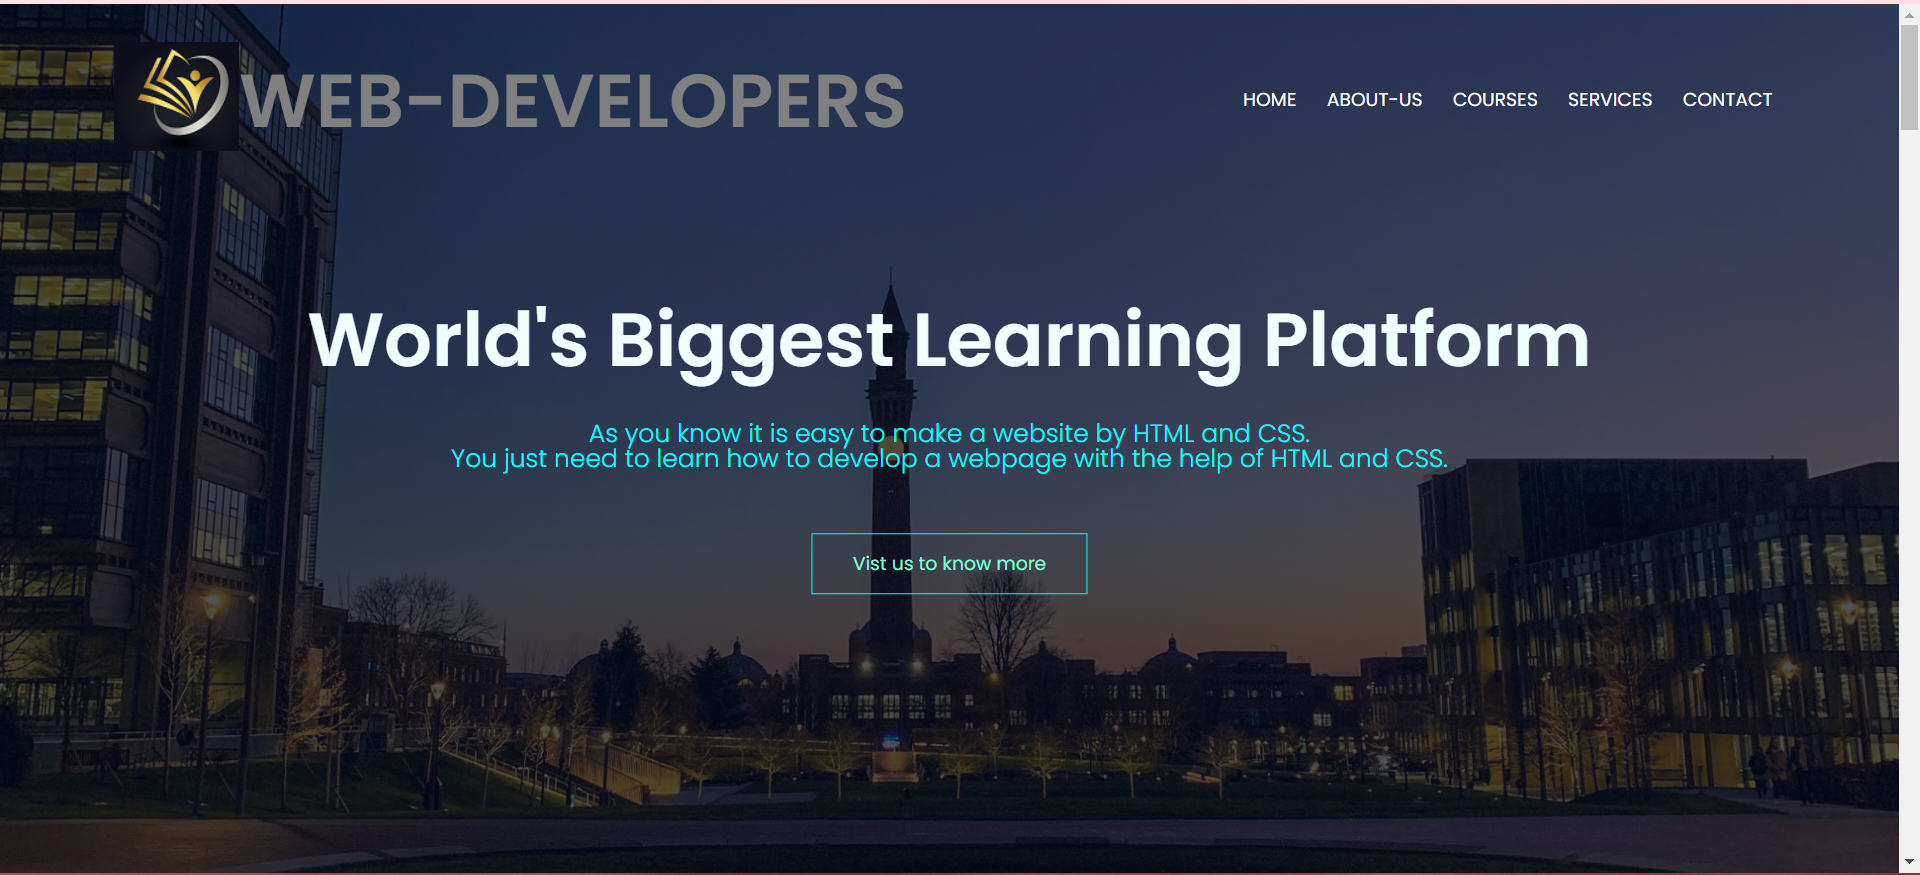 WEB-DEVELOPERS
HOME ABOUT-US COURSES SERVICES CONTACT
World's Biggest Learning Platform
As you know it is easy to make a website by HTML and CSS.
You just need to learn how to develop a webpage with the help of HTML and CSS.
Vist us to know more